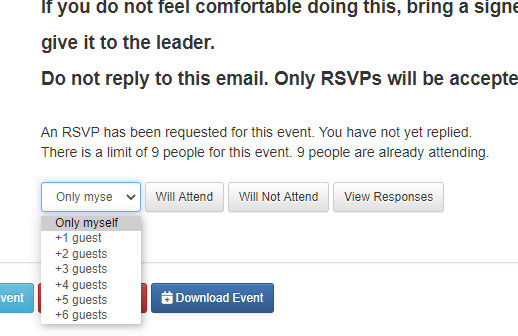 If you do not feel comfortable doing this, bring a signe
give it to the leader.
Do not reply to this email. Only RSVPs will be accepte
An RSVP has been requested for this event. You have not yet replied.
There is a limit of 9 people for this event. 9 people are already attending.
Only myse Will Attend Will Not Attend View Responses
Only myself
+1 guest
+2 guests
+3 guests
+4 guests
+5 guests
+6 guests
vent Download Event